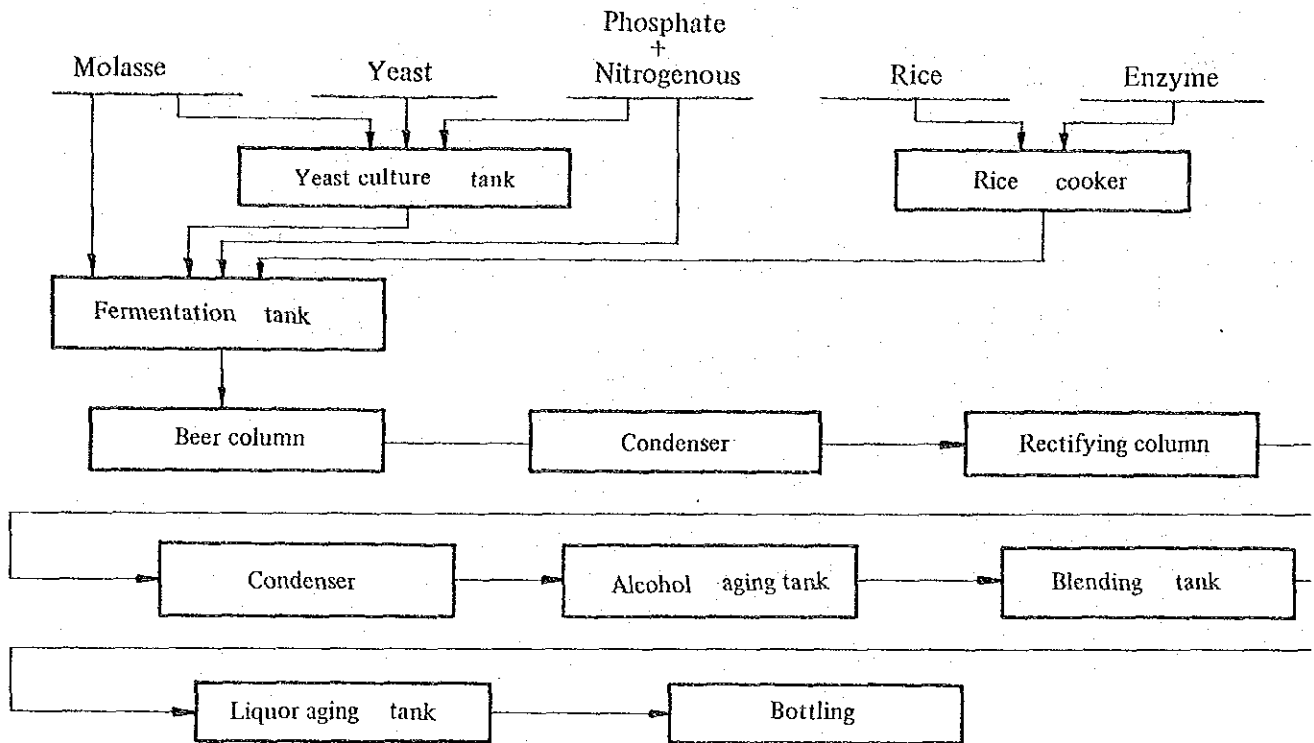 Phosphate
+
Molasse Yeast Nitrogenous Rice Enzyme
Yeast culture tank Rice cooker
Fermentation tank
Beer column Condenser Rectifying column
Condenser Alcohol aging tank Blending tank
Liquor aging tank Bottling